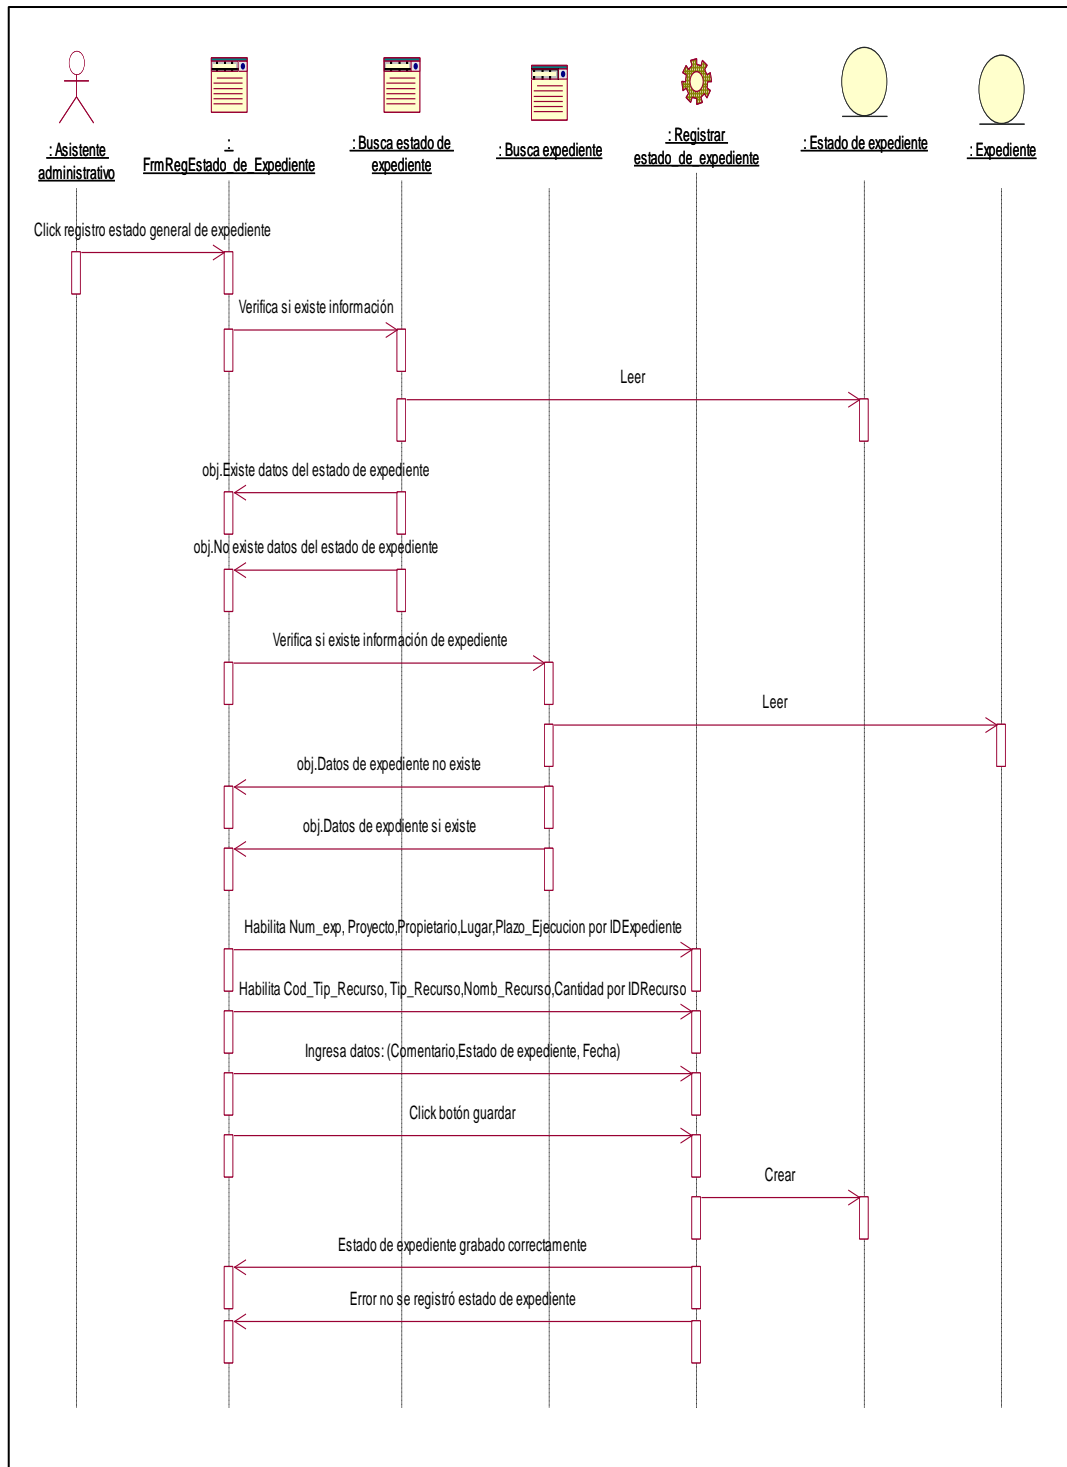 : Asistente
administrativo
:
FrmRegEstado_de_Expediente
: Busca estado de
expediente
: Busca expediente
: Registrar
estado_de_expediente
: Estado de expediente
: Expediente
Click registro estado general de expediente
Verifica si existe información
Leer
obj.Existe datos del estado de expediente
obj.No existe datos del estado de expediente
Verifica si existe información de expediente
Leer
obj.Datos de expediente no existe
obj.Datos de expdiente si existe
Habilita Num_exp, Proyecto,Propietario,Lugar,Plazo_Ejecucion por IDExpediente
Habilita Cod_Tip_Recurso, Tip_Recurso,Nomb_Recurso,Cantidad por IDRecurso
Ingresa datos: (Comentario,Estado de expediente, Fecha)
Click botón guardar
Crear
Estado de expediente grabado correctamente
Error no se registró estado de expediente